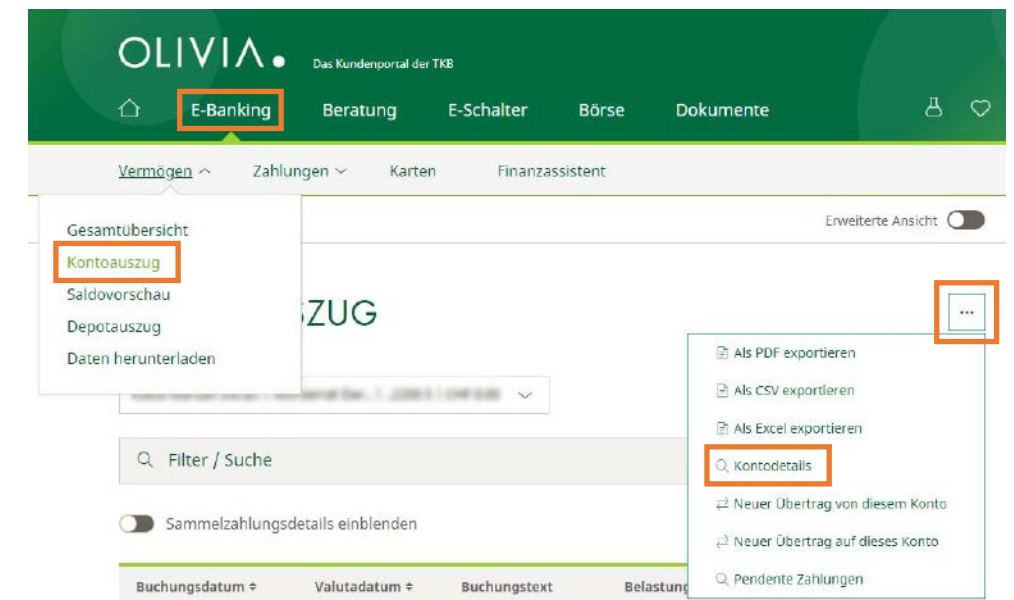 OLIVIA. Das Kundenportal der TKB
E-Banking Beratung E-Schalter Börse Dokumente
Vermögen Zahlungen Karten Finanzassistent
Erweiterte Ansicht
Gesamtübersicht
Kontoauszug
Saldovorschau
Depotauszug
Daten herunterladen
SZUG
...
Als PDF exportieren
Als CSV exportieren
Als Excel exportieren
Kontodetails
Neuer Übertrag von diesem Konto
Neuer Übertrag auf dieses Konto
Pendente Zahlungen
Filter / Suche
Sammelzahlungsdetails einblenden
Buchungsdatum Valutadatum Buchungstext Belastung